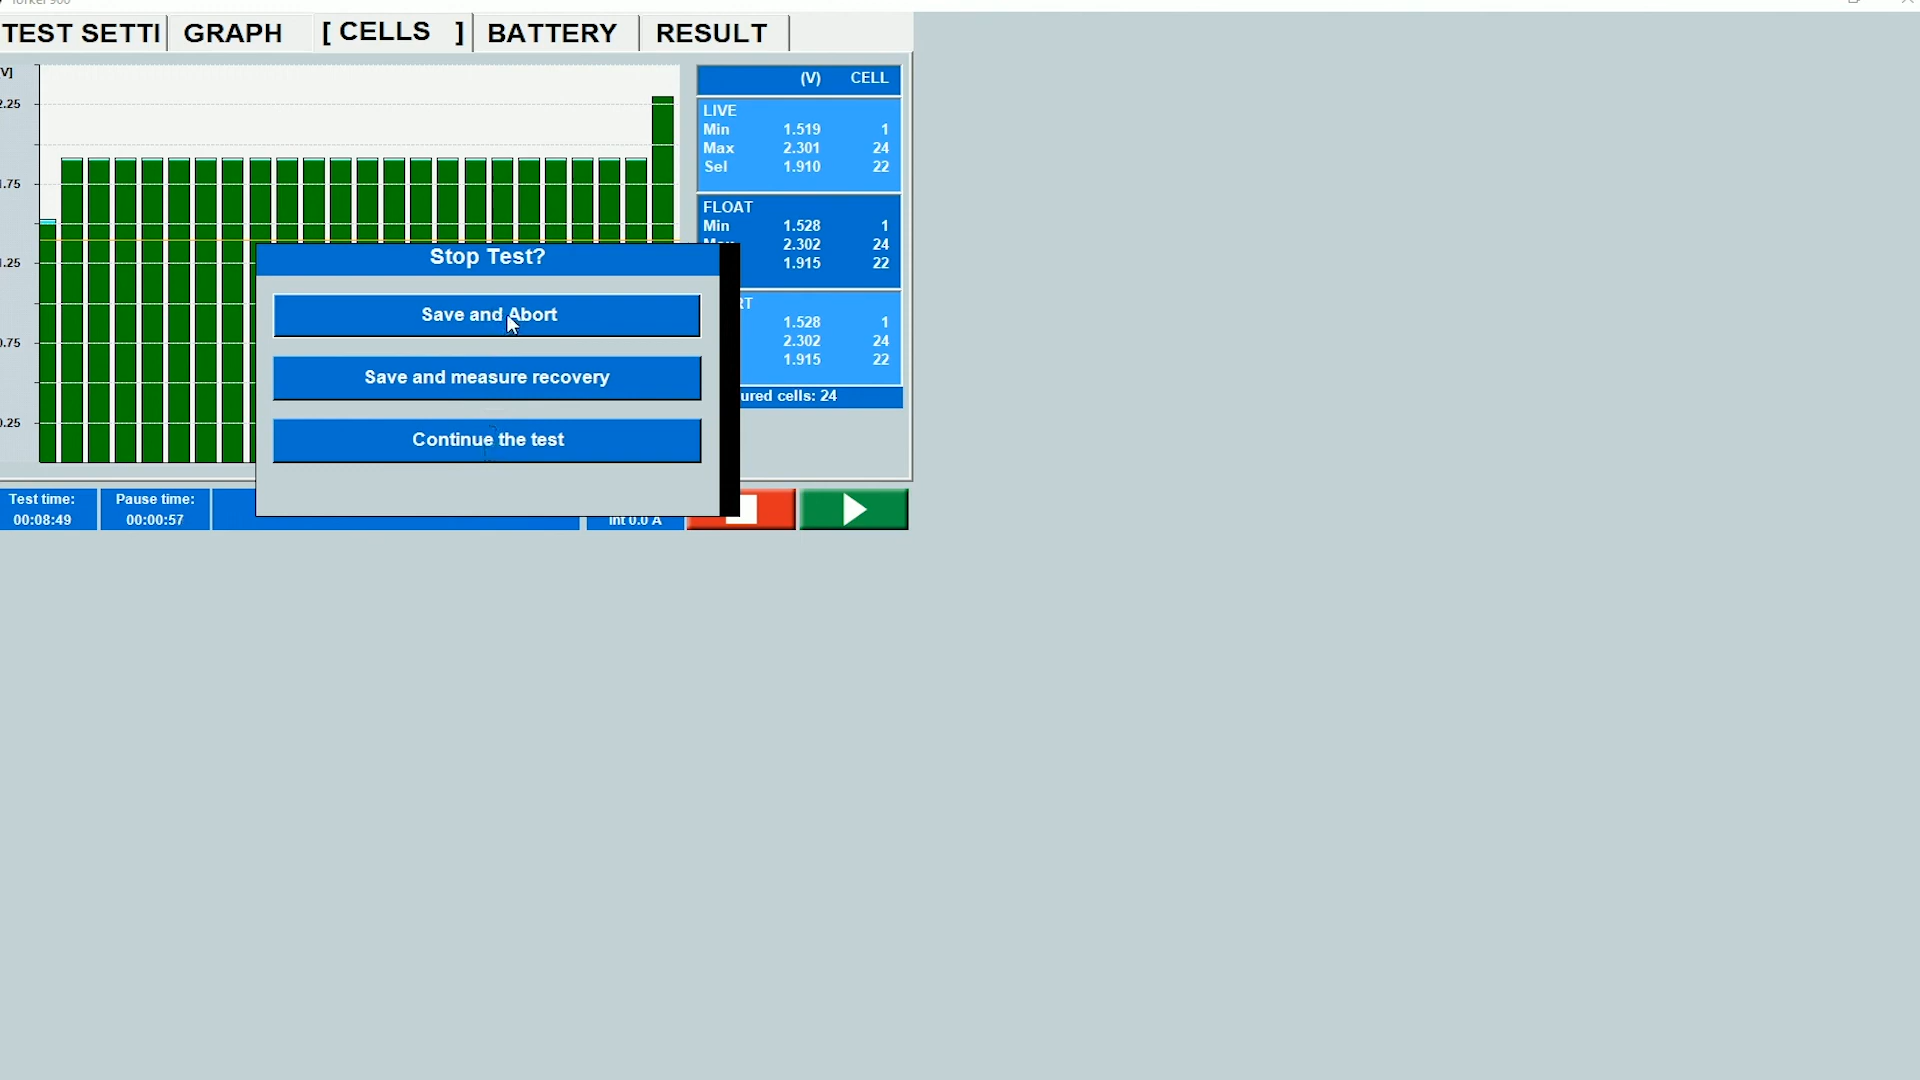 TEST SETTI GRAPH [ CELLS ] BATTERY RESULT
V]
2.25
1.75
1.25
0.75
0.25
(V) CELL
LIVE
Min 1.519 1
Max 2.301 24
Sel 1.910 22
FLOAT
Min 1.528 1
2.302 24
1.915 22
RT
1.528 1
2.302 24
1.915 22
ured cells: 24
Stop Test?
Save and Abort
Save and measure recovery
Continue the test
Test time:
00:08:49
Pause time:
00:00:57
Int 0.0 A